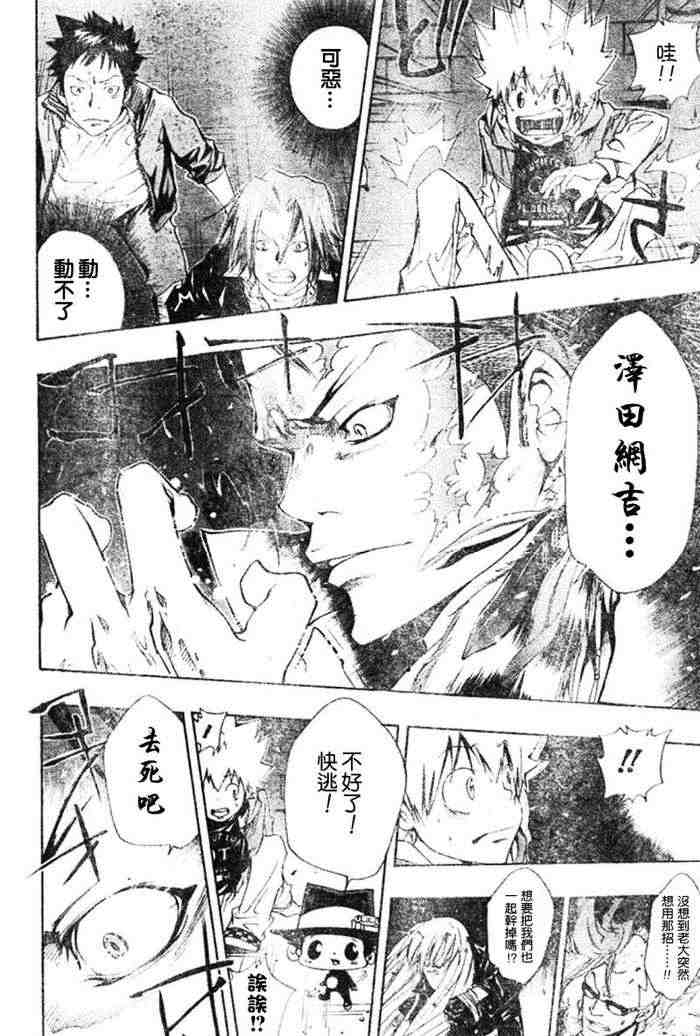 哇!!
可惡…
動…
動不了
澤田網吉…
!!
沒想到老大突然
想用那招……!!
想要把我們也
一起幹掉嗎!?
不好了!
快逃!
誒誒!?
!
去死吧